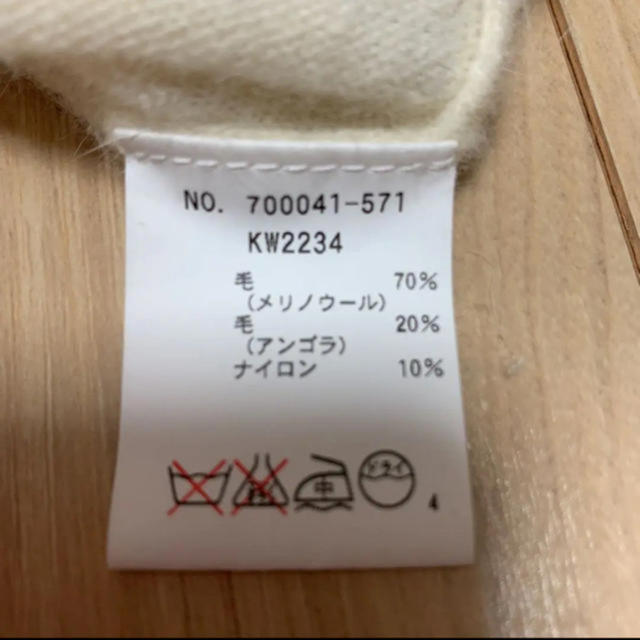 NO. 700041-571
KW2234
毛 70%
(メリノウール)
毛 20%
(アンゴラ)
ナイロン 10%
中 ドライ 4